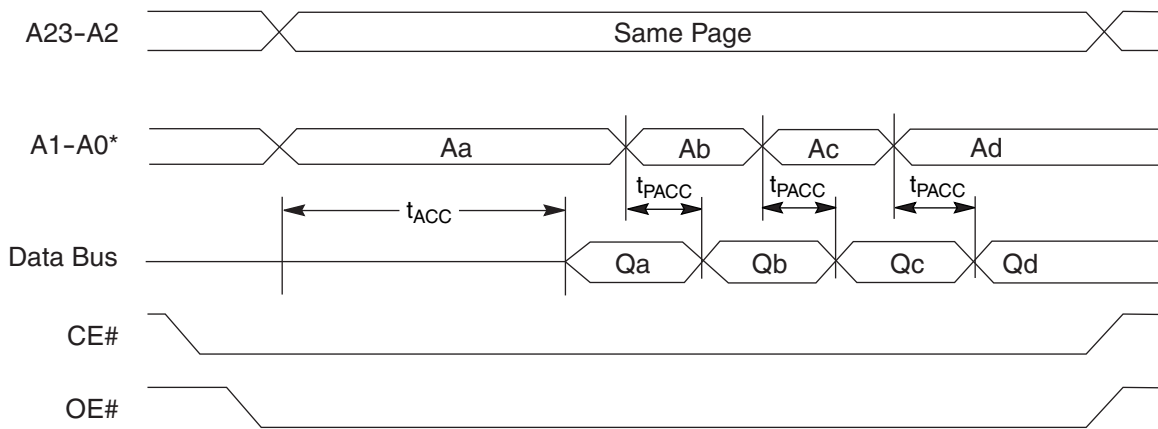 A23-A2
Same Page
A1-A0*
Aa
Ab
Ac
Ad
tACC
tPACC
tPACC
tPACC
Data Bus
Qa
Qb
Qc
Qd
CE#
OE#